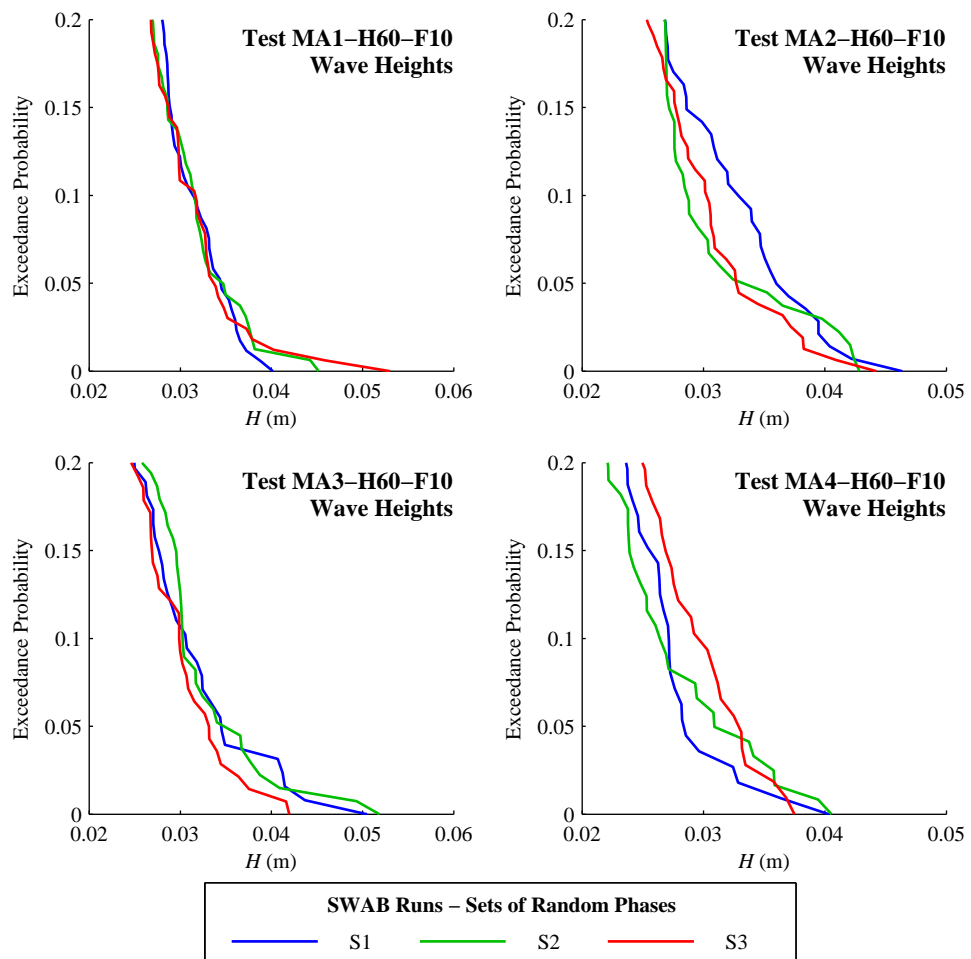 Test MA1−H60−F10
Wave Heights
Exceedance Probability
0.2
0.15
0.1
0.05
0
0.02
0.03
0.04
0.05
0.06
H (m)
Test MA2−H60−F10
Wave Heights
Exceedance Probability
0.2
0.15
0.1
0.05
0
0.02
0.03
0.04
0.05
H (m)
Test MA3−H60−F10
Wave Heights
Exceedance Probability
0.2
0.15
0.1
0.05
0
0.02
0.03
0.04
0.05
0.06
H (m)
Test MA4−H60−F10
Wave Heights
Exceedance Probability
0.2
0.15
0.1
0.05
0
0.02
0.03
0.04
0.05
H (m)
SWAB Runs − Sets of Random Phases
S1
S2
S3